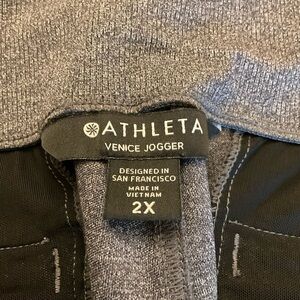 ATHLETA
VENICE JOGGER
DESIGNED IN
SAN FRANCISCO
MADE IN
VIETNAM
2X